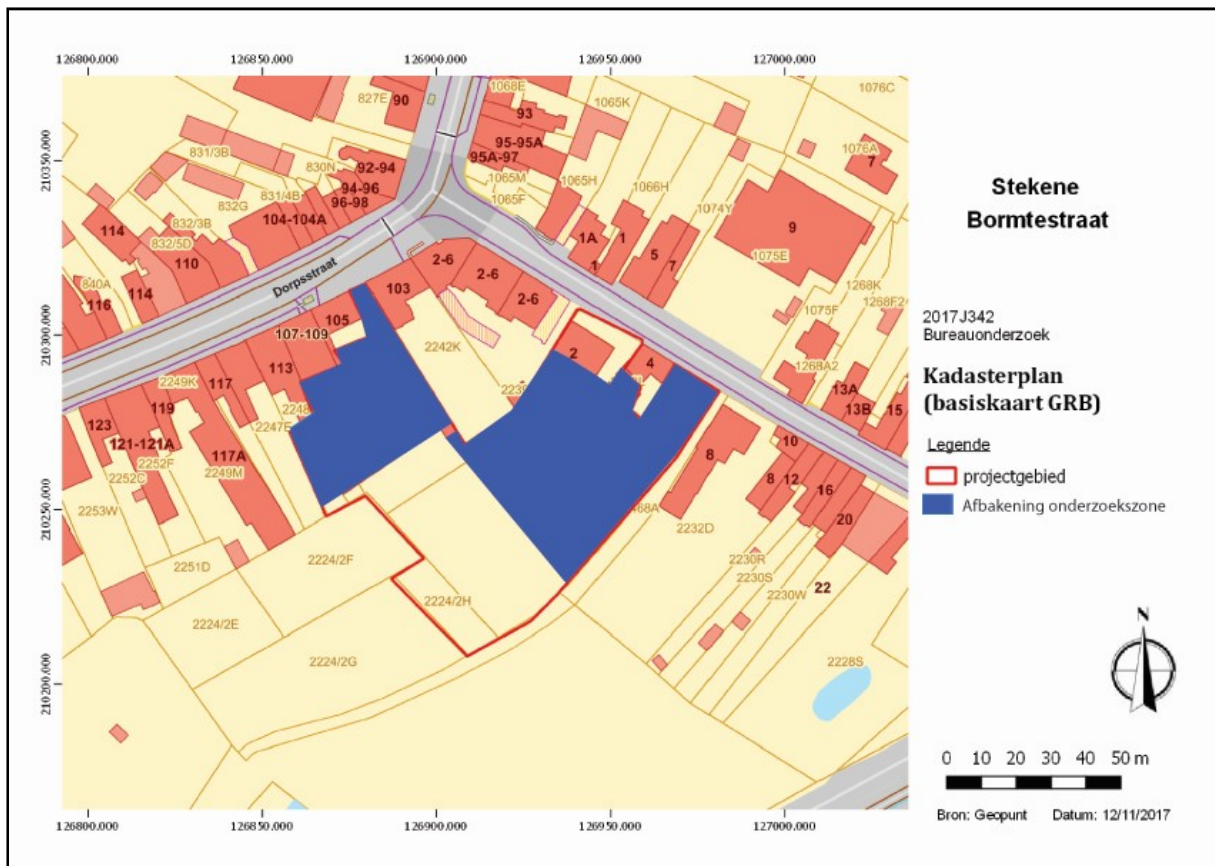 126800.000 126850.000 126900.000 126950.000 127000.000
210350.000
210300.000
210250.000
210200.000
827E
90
1068E
93
1065K
1076C
831/3B
95-95A
95A-97
830N
92-94
1076A
7
94-96
96-98
1065M
1065H
1066H
832G
831/4B
1065F
1074Y
104-104A
832/3B
114
832/5D
1A
1
9
110
1
5
7
1075E
Dorpsstraat
2-6
2-6
840A
114
103
2-6
1268K
116
1268F2
105
1075F
107-109
2242K
2
4
1268A2
113
2249K
117
13A
13B
15
123
119
2248
2247E
121-121A
117A
10
2252F
8
2252C
2249M
8
12
16
2253W
20
2232D
2251D
2224/2F
2230R
2230S
22
2224/2H
2230W
2224/2E
2224/2G
2228S
126800.000 126850.000 126900.000 126950.000 127000.000
Stekene
Bormtestraat
2017J342
Bureauonderzoek
Kadasterplan
(basiskaart GRB)
Legende
projectgebied
Afbakening onderzoekszone
N
0 10 20 30 40 50 m
Bron: Geopunt Datum: 12/11/2017